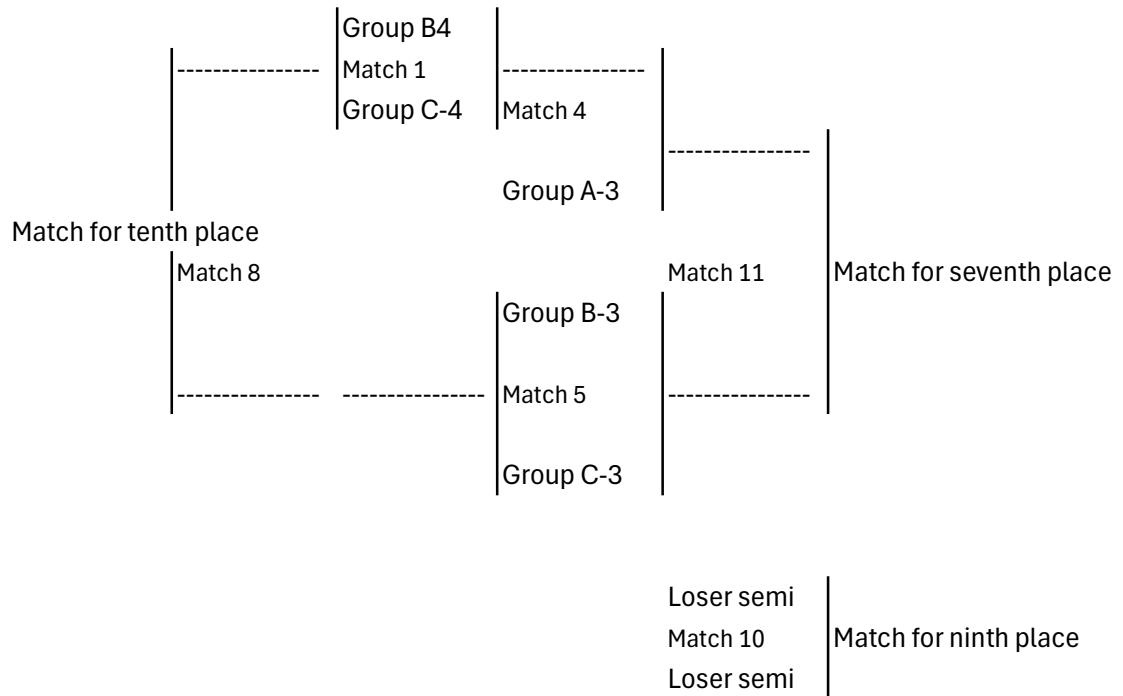 Group B4
---------------- Match 1 ----------------
Group C-4 Match 4
----------------
Group A-3
Match for tenth place
Match 8 Match 11 Match for seventh place
Group B-3
---------------- ---------------- Match 5 ----------------
Group C-3
Loser semi
Match 10 Match for ninth place
Loser semi